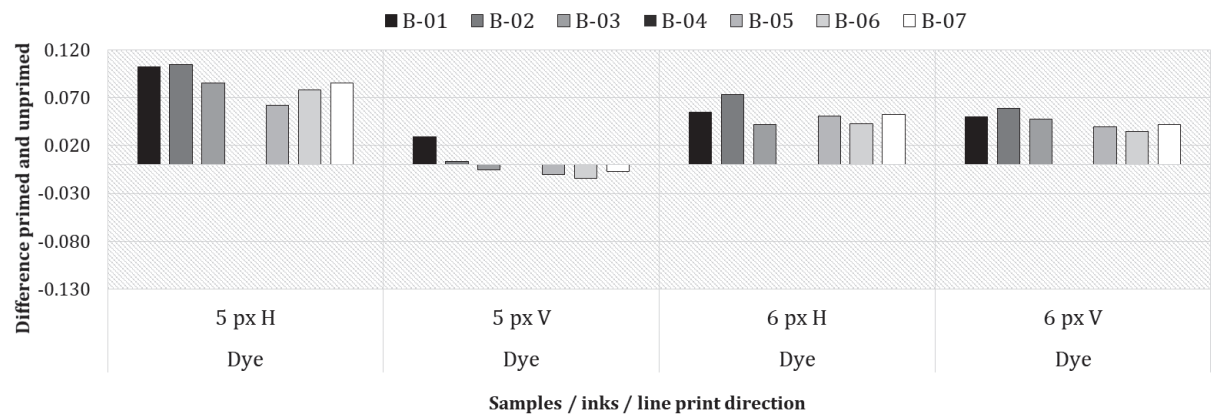 B-01 B-02 B-03 B-04 B-05 B-06 B-07
Difference primed and unprimed
0.120
0.070
0.020
-0.030
-0.080
-0.130
5 px H 5 px V 6 px H 6 px V
Dye Dye Dye Dye
Samples / inks / line print direction